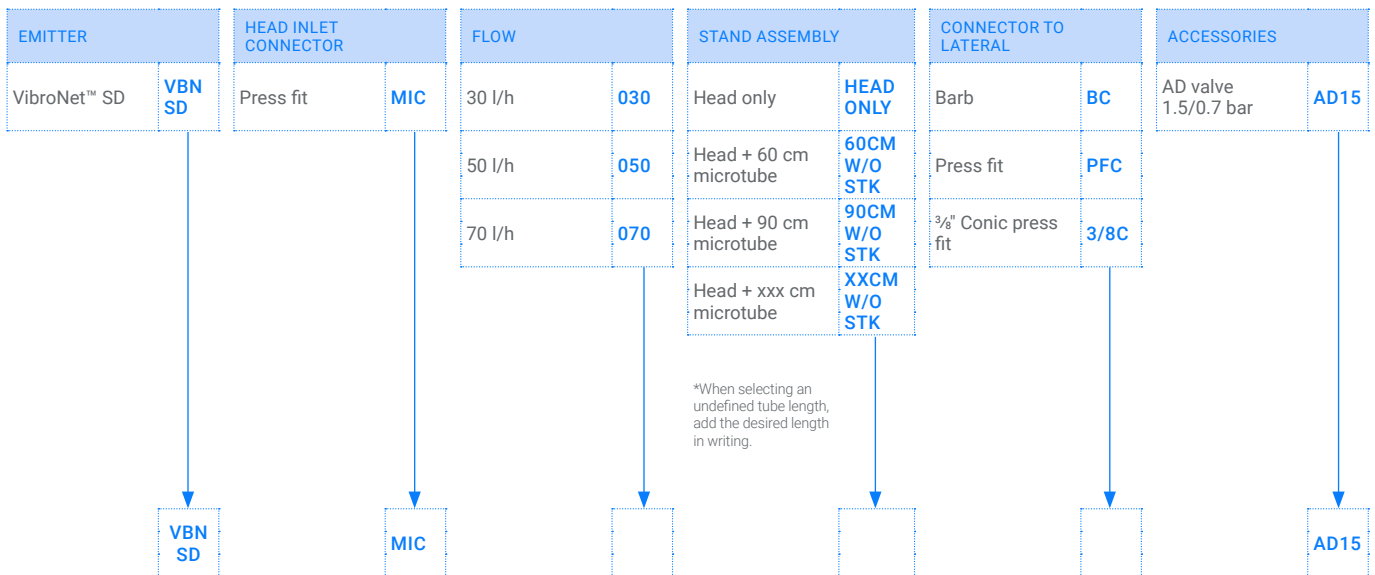 EMITTER
HEAD INLET
CONNECTOR
FLOW
STAND ASSEMBLY
CONNECTOR TO
LATERAL
ACCESSORIES
VibroNet™ SD
VBN
SD
Press fit
MIC
30 l/h
030
Head only
HEAD
ONLY
Barb
BC
AD valve
1.5/0.7 bar
AD15
50 l/h
050
Head + 60 cm
microtube
60CM
W/O
STK
Press fit
PFC
70 l/h
070
Head + 90 cm
microtube
90CM
W/O
STK
⅜" Conic press
fit
3/8C
Head + xxx cm
microtube
XXCM
W/O
STK
*When selecting an
undefined tube length,
add the desired length
in writing.
VBN
SD
MIC
AD15